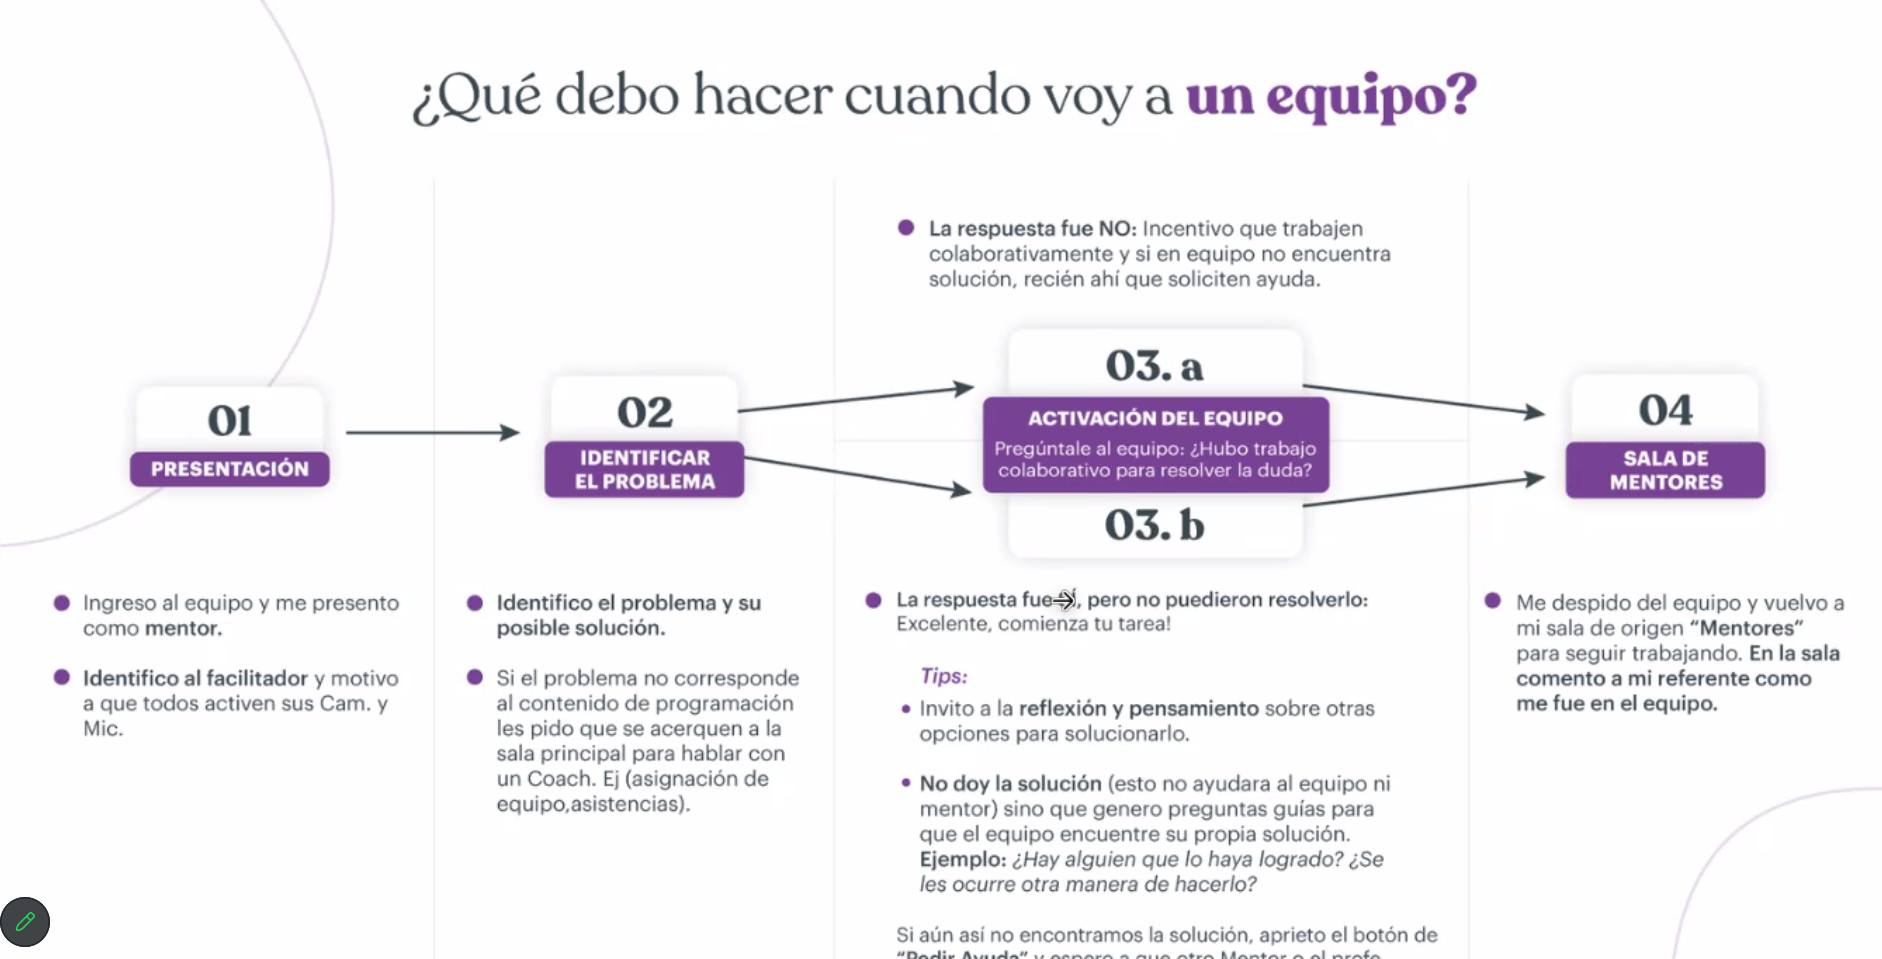 ¿Qué debo hacer cuando voy a un equipo?
01
PRESENTACIÓN
Ingreso al equipo y me presento
como mentor.
Identifico al facilitador y motivo
a que todos activen sus Cam. y
Mic.
02
IDENTIFICAR
EL PROBLEMA
Identifico el problema y su
posible solución.
Si el problema no corresponde
al contenido de programación
les pido que se acerquen a la
sala principal para hablar con
un Coach. Ej (asignación de
equipo,asistencias).
La respuesta fue NO: Incentivo que trabajen
colaborativamente y si en equipo no encuentra
solución, recién ahí que soliciten ayuda.
03. a
ACTIVACIÓN DEL EQUIPO
Pregúntale al equipo: ¿Hubo trabajo
colaborativo para resolver la duda?
03. b
La respuesta fue , pero no puedieron resolverlo:
Excelente, comienza tu tarea!
Tips:
Invito a la reflexión y pensamiento sobre otras
opciones para solucionarlo.
No doy la solución (esto no ayudara al equipo ni
mentor) sino que genero preguntas guías para
que el equipo encuentre su propia solución.
Ejemplo: ¿Hay alguien que lo haya logrado? ¿Se
les ocurre otra manera de hacerlo?
Si aún así no encontramos la solución, aprieto el botón de
“Pedir Ayuda” y espero a que otro Mentor o el profe
04
SALA DE
MENTORES
Me despido del equipo y vuelvo a
mi sala de origen “Mentores”
para seguir trabajando. En la sala
comento a mi referente como
me fue en el equipo.